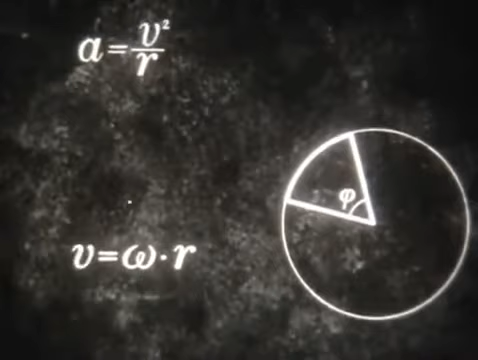 a = v²/r
φ
v = ω · r